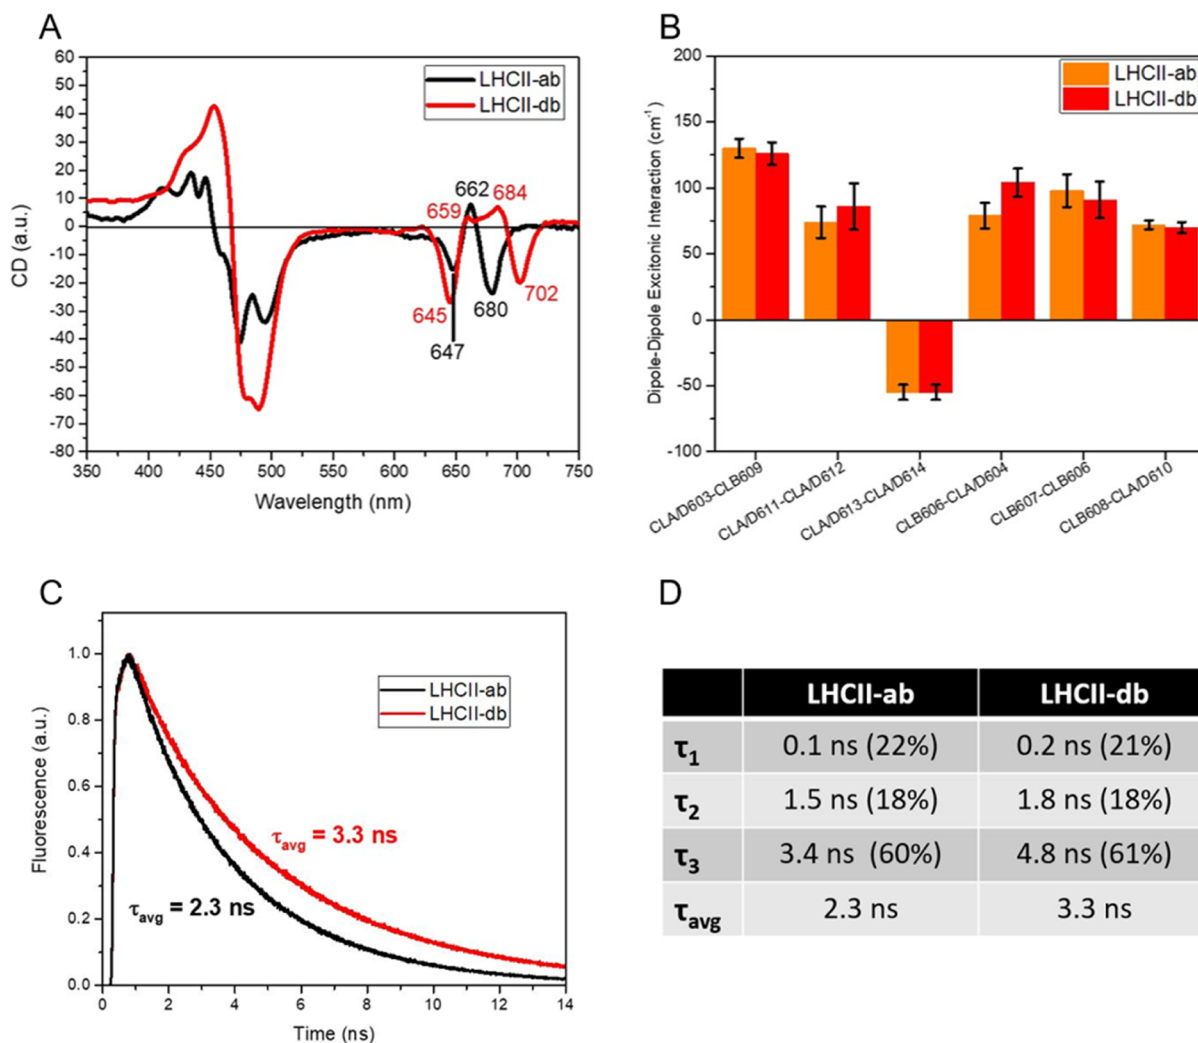 A
60
50
40
30
20
10
0
-10
-20
-30
-40
-50
-60
-70
-80
CD (a.u.)
LHCII-ab
LHCII-db
662
684
659
645
680
702
647
350 400 450 500 550 600 650 700 750
Wavelength (nm)
B
200
150
100
50
0
-50
-100
Dipole-Dipole Excitonic Interaction (cm⁻¹)
LHCII-ab
LHCII-db
CLA/D603-CLB609
CLA/D611-CLA/D612
CLA/D613-CLA/D614
CLB606-CLA/D604
CLB607-CLB606
CLB608-CLA/D610
C
1.0
0.8
0.6
0.4
0.2
0.0
Fluorescence (a.u.)
LHCII-ab
LHCII-db
τavg = 3.3 ns
τavg = 2.3 ns
0 2 4 6 8 10 12 14
Time (ns)
D
LHCII-ab LHCII-db
τ₁ 0.1 ns (22%) 0.2 ns (21%)
τ₂ 1.5 ns (18%) 1.8 ns (18%)
τ₃ 3.4 ns (60%) 4.8 ns (61%)
τavg 2.3 ns 3.3 ns